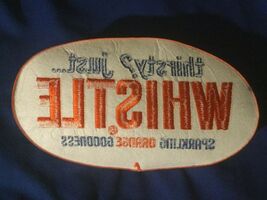 thirsty? just...
WHISTLE®
SPARKLING ORANGE GOODNESS